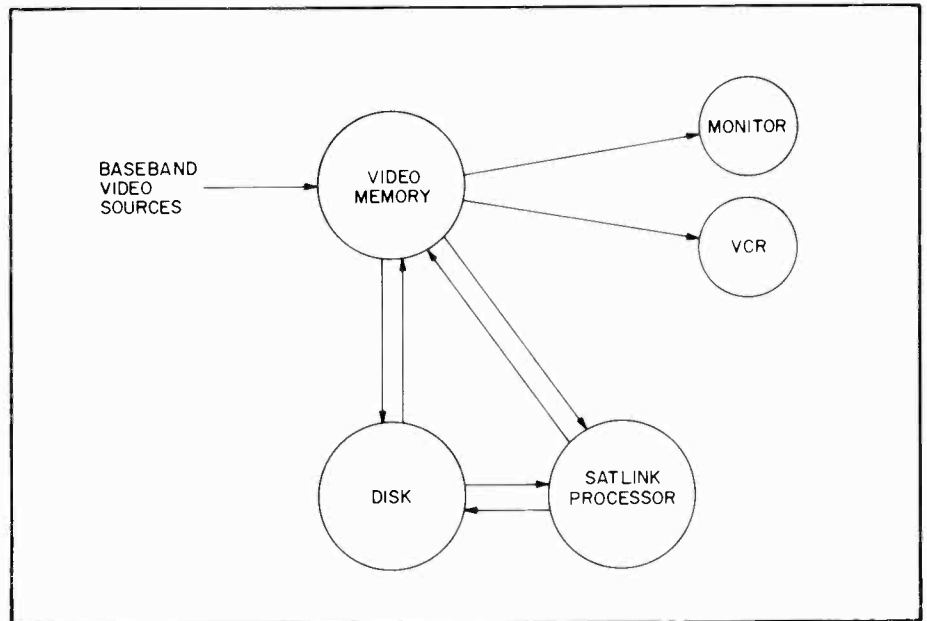 BASEBAND
VIDEO
SOURCES
VIDEO
MEMORY
MONITOR
VCR
DISK
SATLINK
PROCESSOR